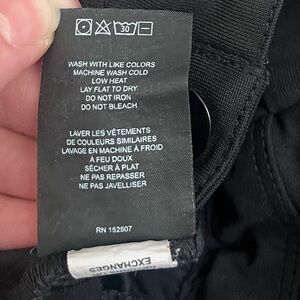 30
WASH WITH LIKE COLORS
MACHINE WASH COLD
LOW HEAT
LAY FLAT TO DRY
DO NOT IRON
DO NOT BLEACH
LAVER LES VÊTEMENTS
DE COULEURS SIMILAIRES
LAVAGE EN MACHINE À FROID
À FEU DOUX
SÉCHER À PLAT
NE PAS REPASSER
NE PAS JAVELLISER
RN 152607
EXCHANGES